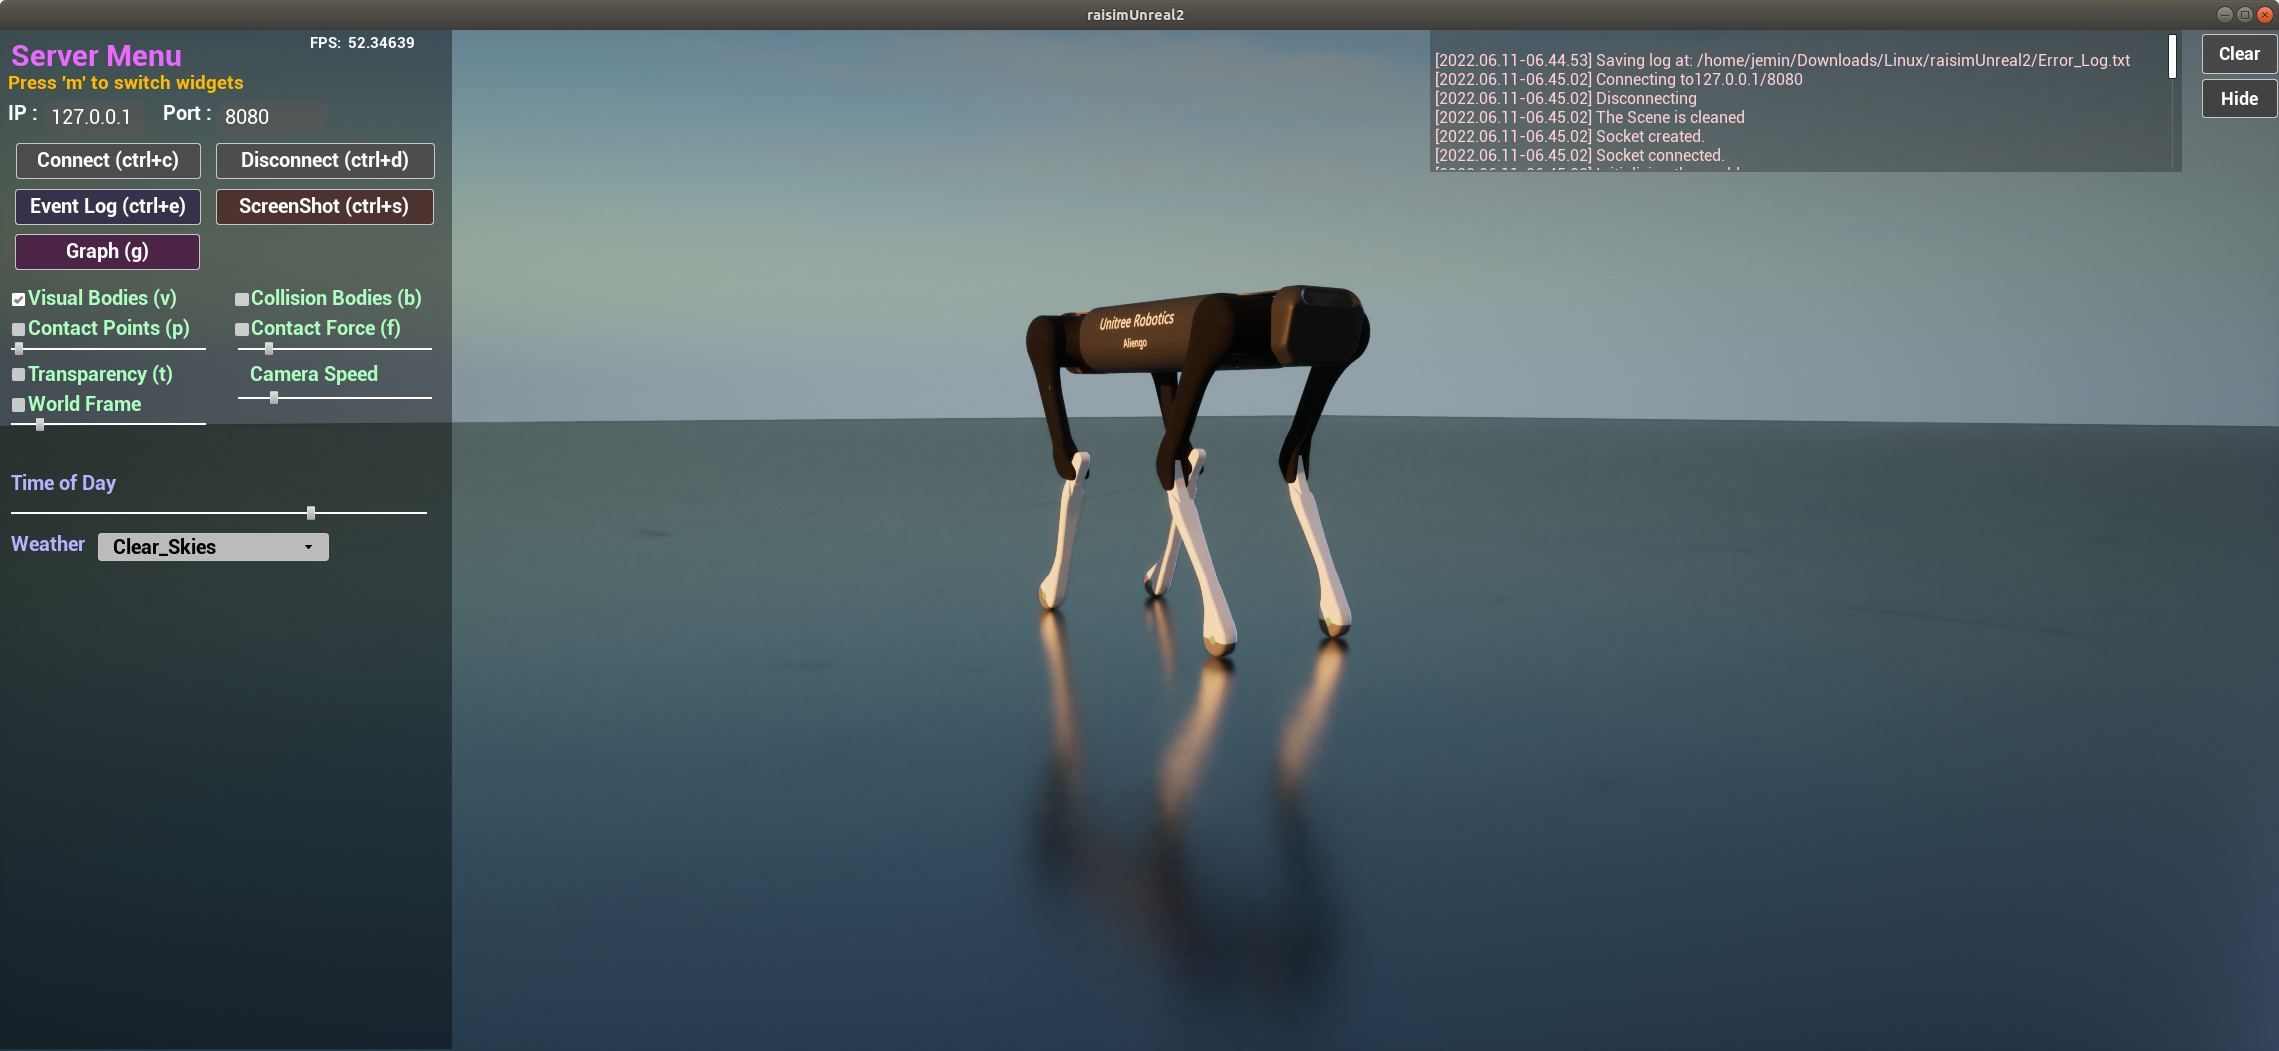 raisimUnreal2
Server Menu
FPS: 52.34639
Press 'm' to switch widgets
IP : 127.0.0.1 Port : 8080
Connect (ctrl+c) Disconnect (ctrl+d)
Event Log (ctrl+e) ScreenShot (ctrl+s)
Graph (g)
Visual Bodies (v) Collision Bodies (b)
Contact Points (p) Contact Force (f)
Transparency (t) Camera Speed
World Frame
Time of Day
Weather Clear_Skies
Unitree Robotics
Aliengo
[2022.06.11-06.44.53] Saving log at: /home/jemin/Downloads/Linux/raisimUnreal2/Error_Log.txt
[2022.06.11-06.45.02] Connecting to127.0.0.1/8080
[2022.06.11-06.45.02] Disconnecting
[2022.06.11-06.45.02] The Scene is cleaned
[2022.06.11-06.45.02] Socket created.
[2022.06.11-06.45.02] Socket connected.
Clear
Hide